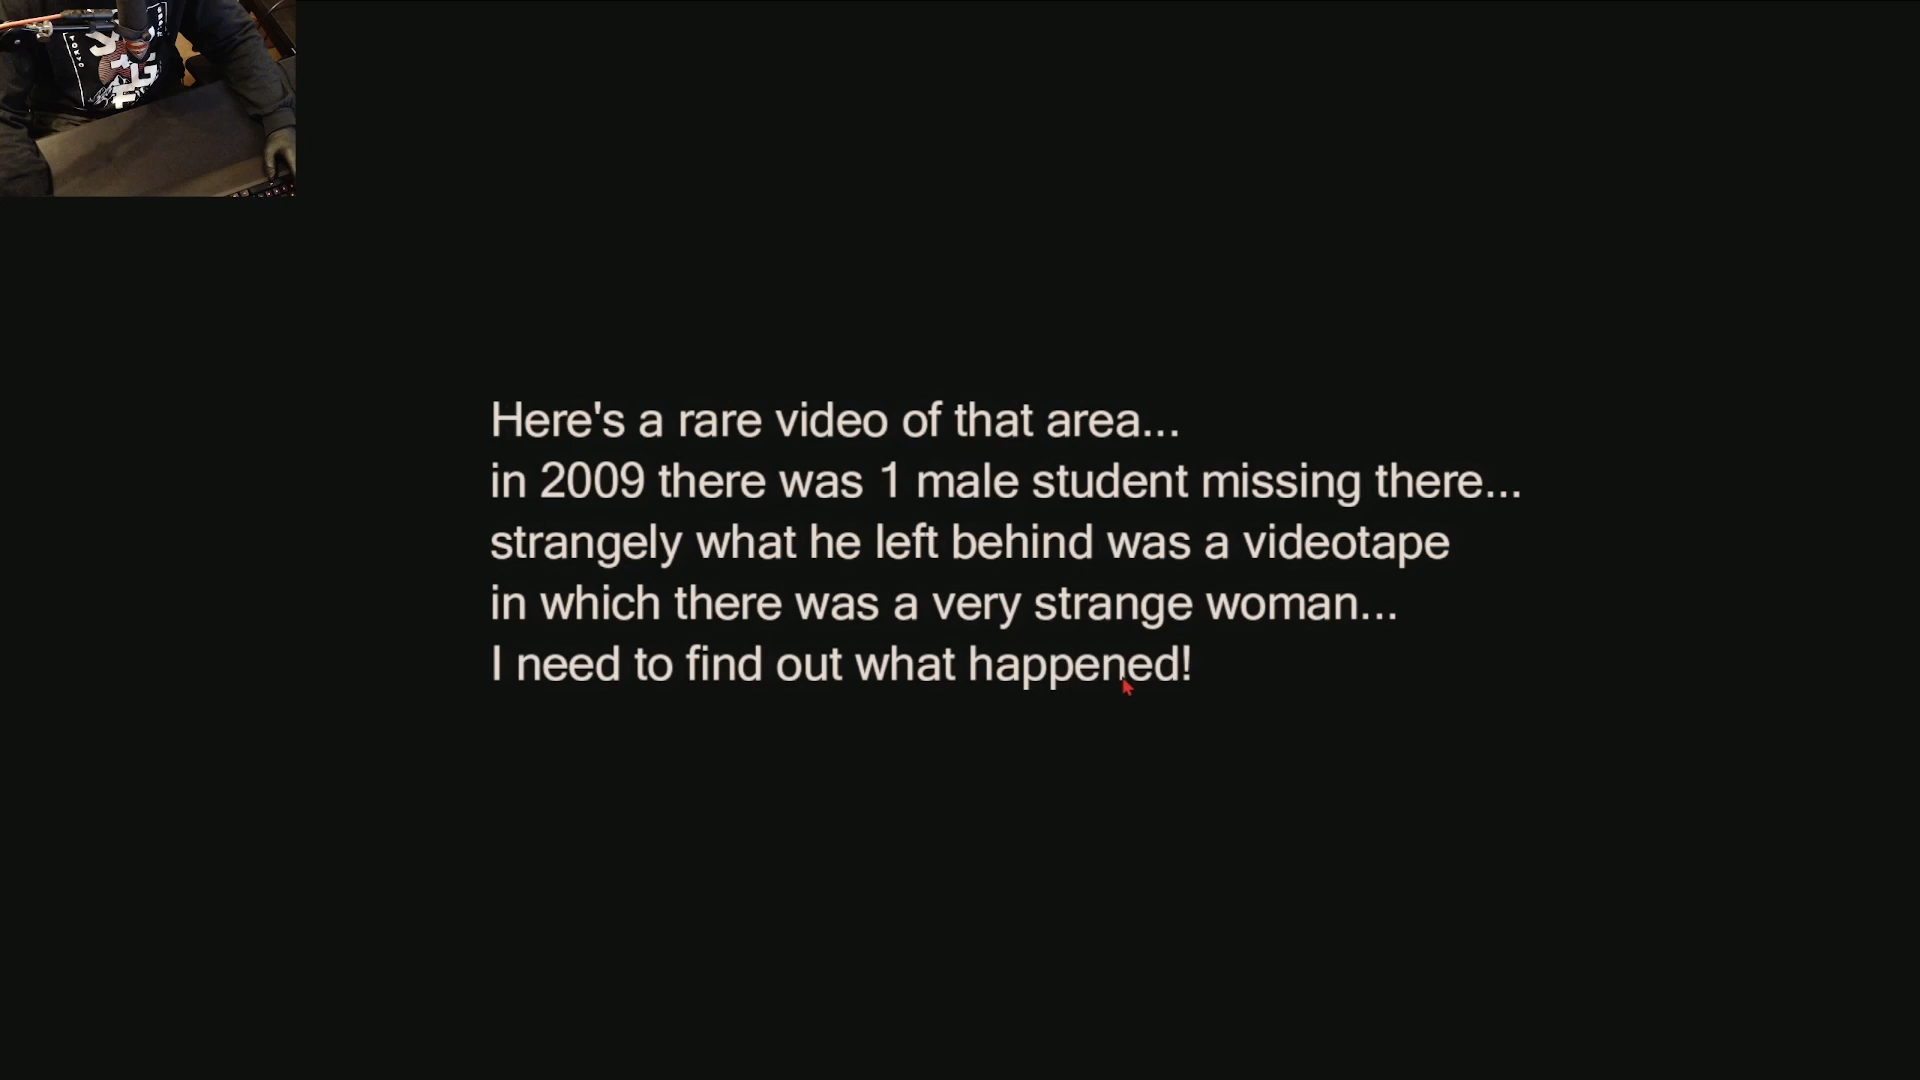 TOKYO
Here's a rare video of that area...
in 2009 there was 1 male student missing there...
strangely what he left behind was a videotape
in which there was a very strange woman...
I need to find out what happened!